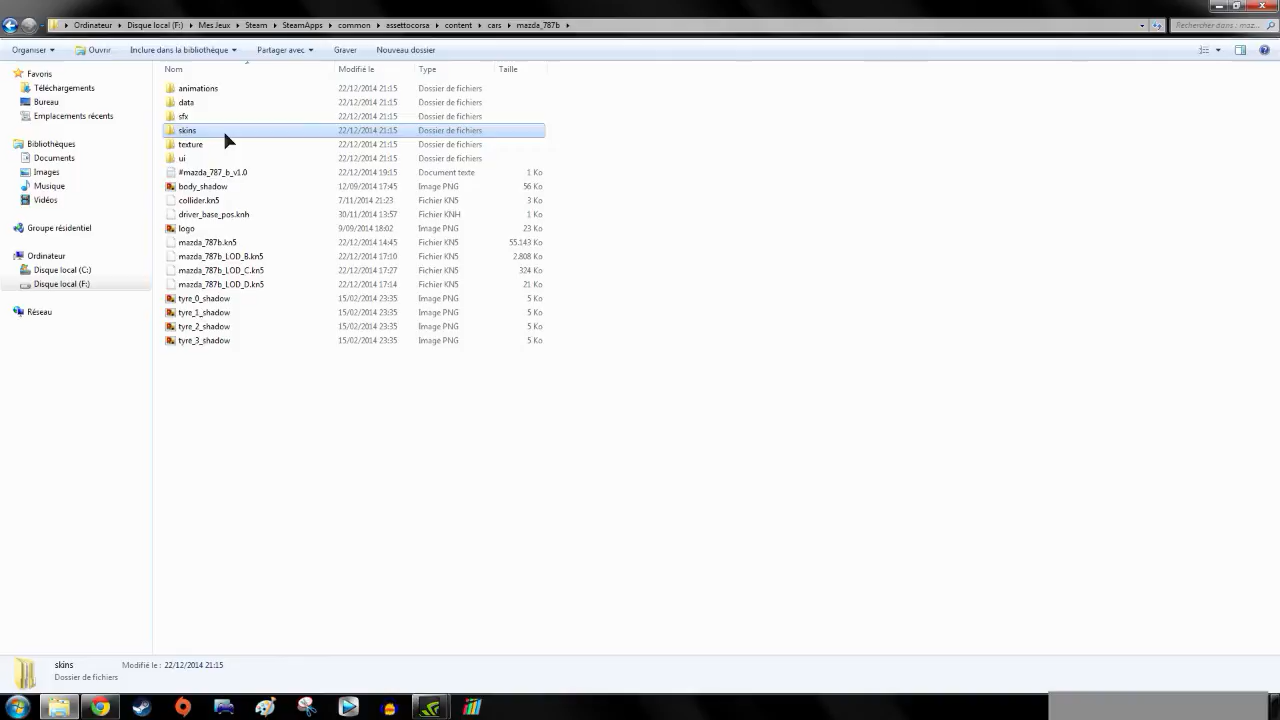 Ordinateur Disque local (F:) Mes Jeux Steam SteamApps common assettocorsa content cars mazda_787b Rechercher dans : maz...
Organiser Ouvrir Inclure dans la bibliothèque Partager avec Graver Nouveau dossier
Nom Modifié le Type Taille
Favoris
Téléchargements
Bureau
Emplacements récents
Bibliothèques
Documents
Images
Musique
Vidéos
Groupe résidentiel
Ordinateur
Disque local (C:)
Disque local (F:)
Réseau
animations 22/12/2014 21:15 Dossier de fichiers
data 22/12/2014 21:15 Dossier de fichiers
sfx 22/12/2014 21:15 Dossier de fichiers
skins 22/12/2014 21:15 Dossier de fichiers
texture 22/12/2014 21:15 Dossier de fichiers
ui 22/12/2014 21:15 Dossier de fichiers
#mazda_787_b_v1.0 22/12/2014 19:15 Document texte 1 Ko
body_shadow 12/09/2014 17:45 Image PNG 56 Ko
collider.kn5 7/11/2014 21:23 Fichier KN5 3 Ko
driver_base_pos.knh 30/11/2014 13:57 Fichier KNH 1 Ko
logo 9/09/2014 18:02 Image PNG 23 Ko
mazda_787b.kn5 22/12/2014 14:45 Fichier KN5 55.143 Ko
mazda_787b_LOD_B.kn5 22/12/2014 17:10 Fichier KN5 2.808 Ko
mazda_787b_LOD_C.kn5 22/12/2014 17:27 Fichier KN5 324 Ko
mazda_787b_LOD_D.kn5 22/12/2014 17:14 Fichier KN5 21 Ko
tyre_0_shadow 15/02/2014 23:35 Image PNG 5 Ko
tyre_1_shadow 15/02/2014 23:35 Image PNG 5 Ko
tyre_2_shadow 15/02/2014 23:35 Image PNG 5 Ko
tyre_3_shadow 15/02/2014 23:35 Image PNG 5 Ko
skins Modifié le : 22/12/2014 21:15
Dossier de fichiers